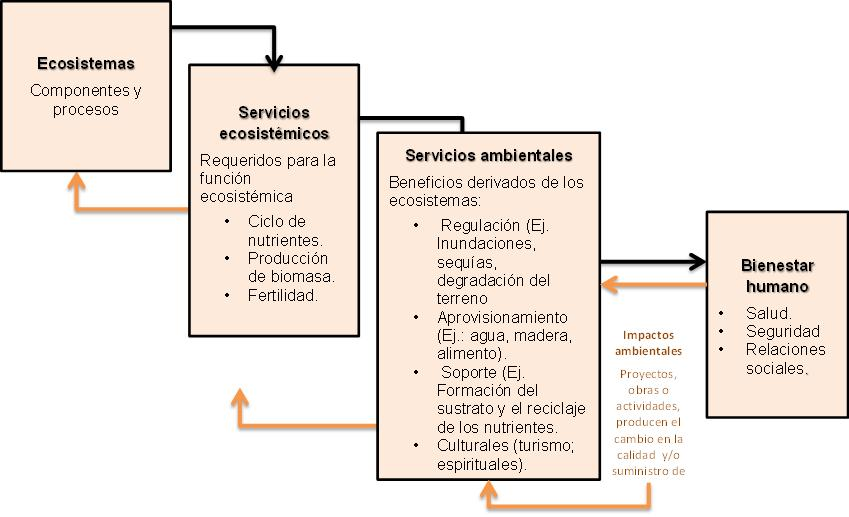 Ecosistemas
Componentes y
procesos
Servicios
ecosistémicos
Requeridos para la
función
ecosistémica
• Ciclo de
nutrientes.
• Producción
de biomasa.
• Fertilidad.
Servicios ambientales
Beneficios derivados de los
ecosistemas:
• Regulación (Ej.
Inundaciones,
sequías,
degradación del
terreno
• Aprovisionamiento
(Ej.: agua, madera,
alimento).
• Soporte (Ej.
Formación del
sustrato y el reciclaje
de los nutrientes.
• Culturales (turismo;
espirituales).
Impactos
ambientales
Proyectos,
obras o
actividades,
producen el
cambio en la
calidad y/o
suministro de
Bienestar
humano
• Salud.
• Seguridad
• Relaciones
sociales.